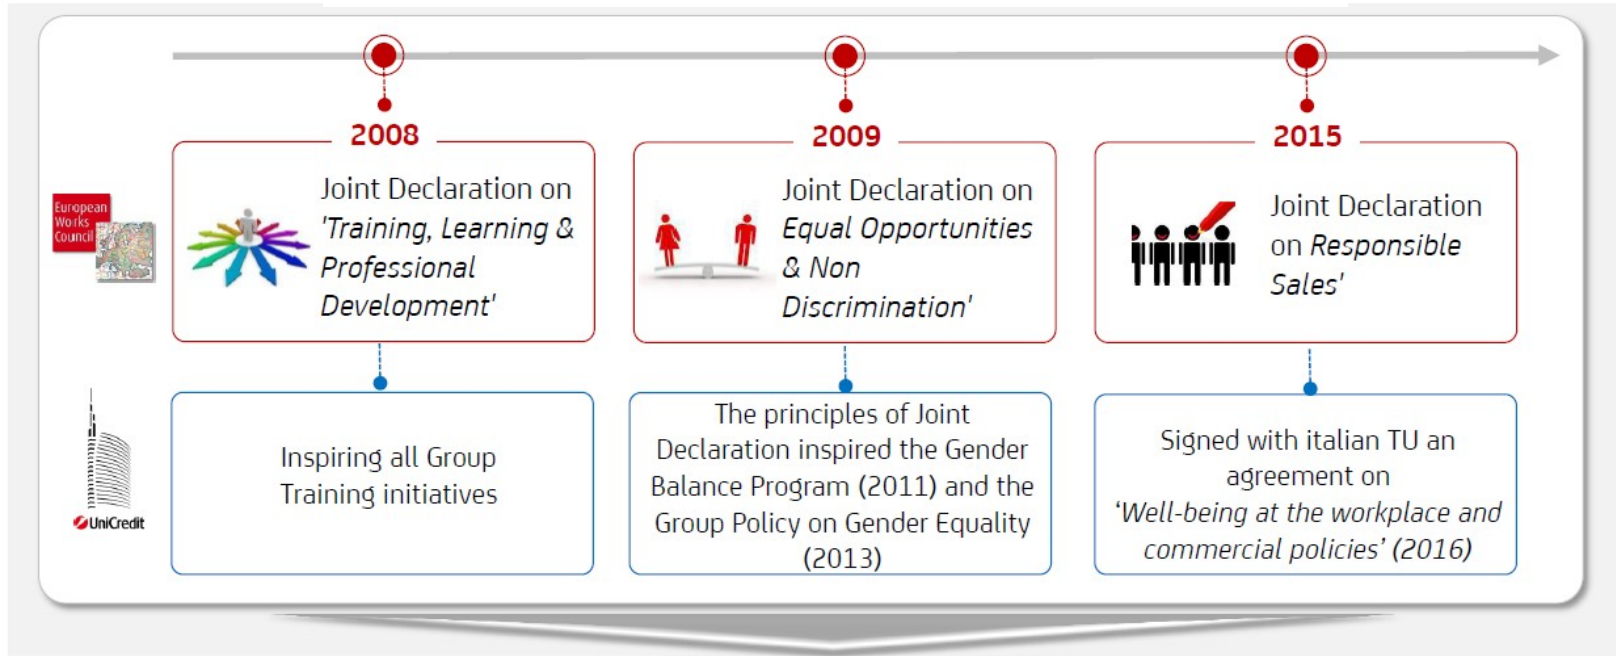 2008
2009
2015
European
Works
Council
Joint Declaration on
'Training, Learning &
Professional
Development'
Joint Declaration on
Equal Opportunities
& Non
Discrimination'
Joint Declaration
on Responsible
Sales'
UniCredit
Inspiring all Group
Training initiatives
The principles of Joint
Declaration inspired the Gender
Balance Program (2011) and the
Group Policy on Gender Equality
(2013)
Signed with italian TU an
agreement on
‘Well-being at the workplace and
commercial policies’ (2016)